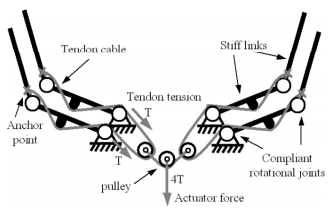 Tendon cable
Stiff links
Tendon tension
T
Anchor
point
T
Compliant
rotational joints
pulley
4T
Actuator force